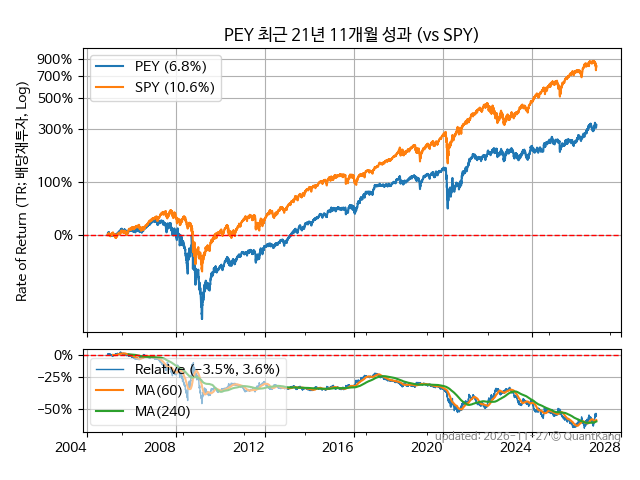 PEY 최근 21년 11개월 성과 (vs SPY)
Rate of Return (TR: 배당재투자, Log)
900%
700%
500%
300%
100%
0%
PEY (6.8%)
SPY (10.6%)
0%
−25%
−50%
Relative (−3.5%, 3.6%)
MA(60)
MA(240)
2004
2008
2012
2016
2020
2024
2028
updated: 2026-11-27 © QuantKang